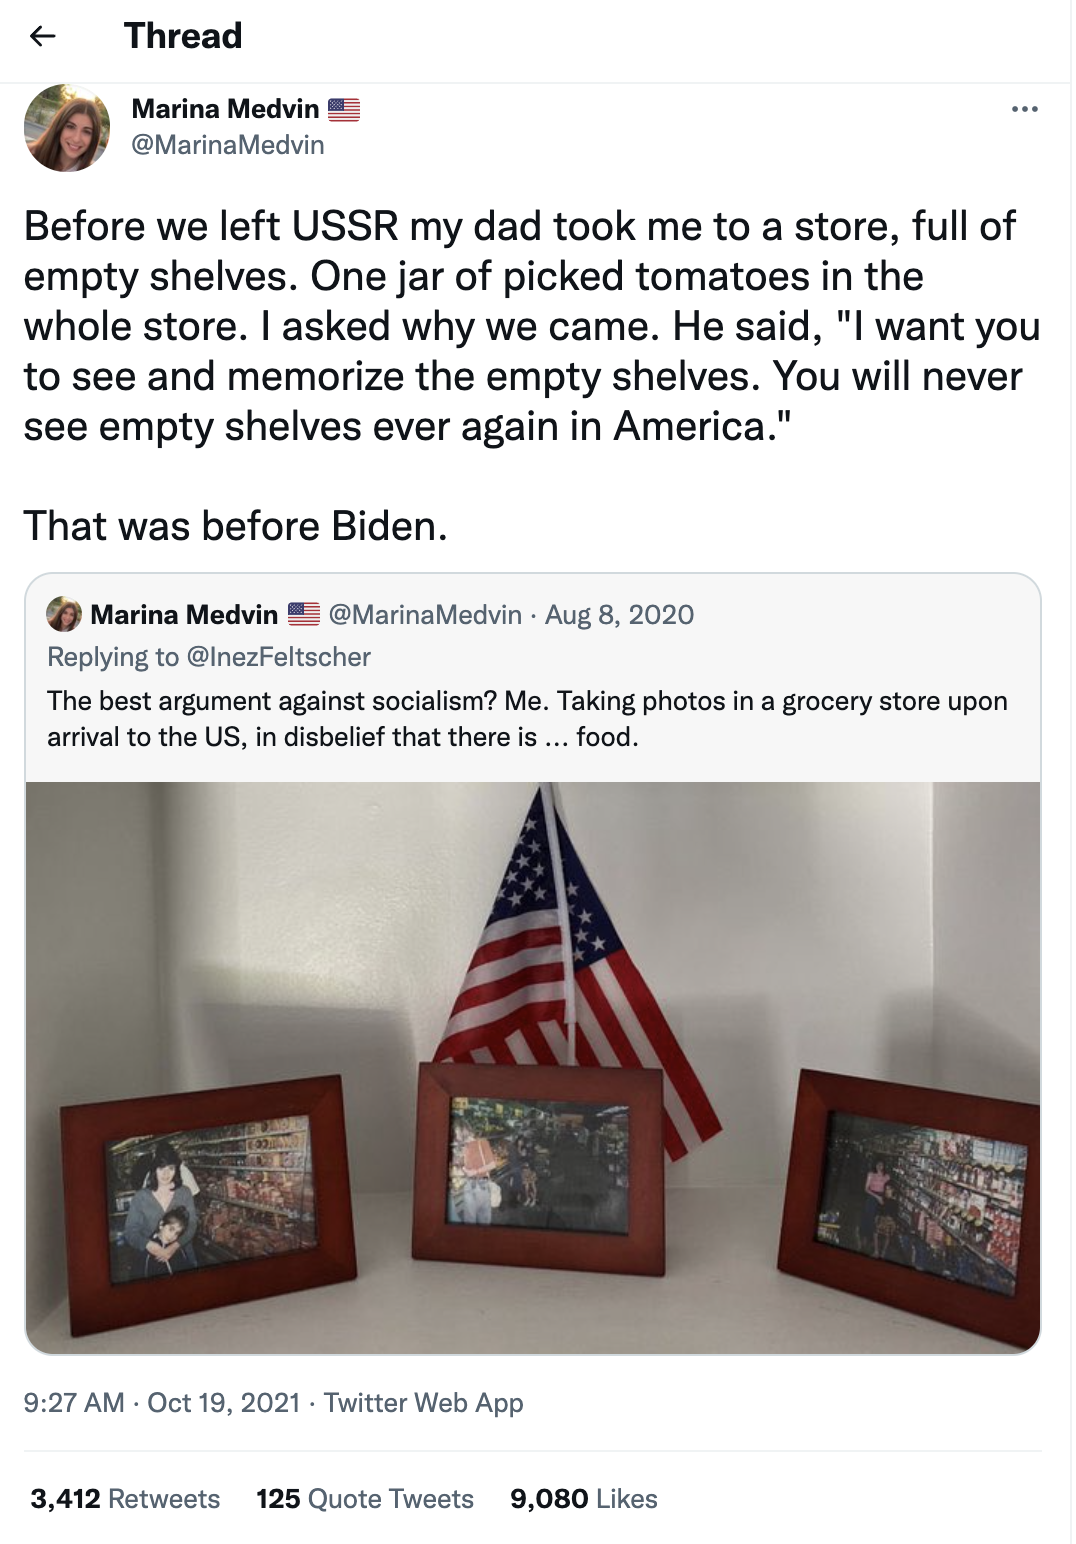 Thread
Marina Medvin 🇺🇸
@MarinaMedvin
Before we left USSR my dad took me to a store, full of
empty shelves. One jar of picked tomatoes in the
whole store. I asked why we came. He said, "I want you
to see and memorize the empty shelves. You will never
see empty shelves ever again in America."
That was before Biden.
Marina Medvin 🇺🇸 @MarinaMedvin · Aug 8, 2020
Replying to @InezFeltscher
The best argument against socialism? Me. Taking photos in a grocery store upon
arrival to the US, in disbelief that there is ... food.
9:27 AM · Oct 19, 2021 · Twitter Web App
3,412 Retweets 125 Quote Tweets 9,080 Likes